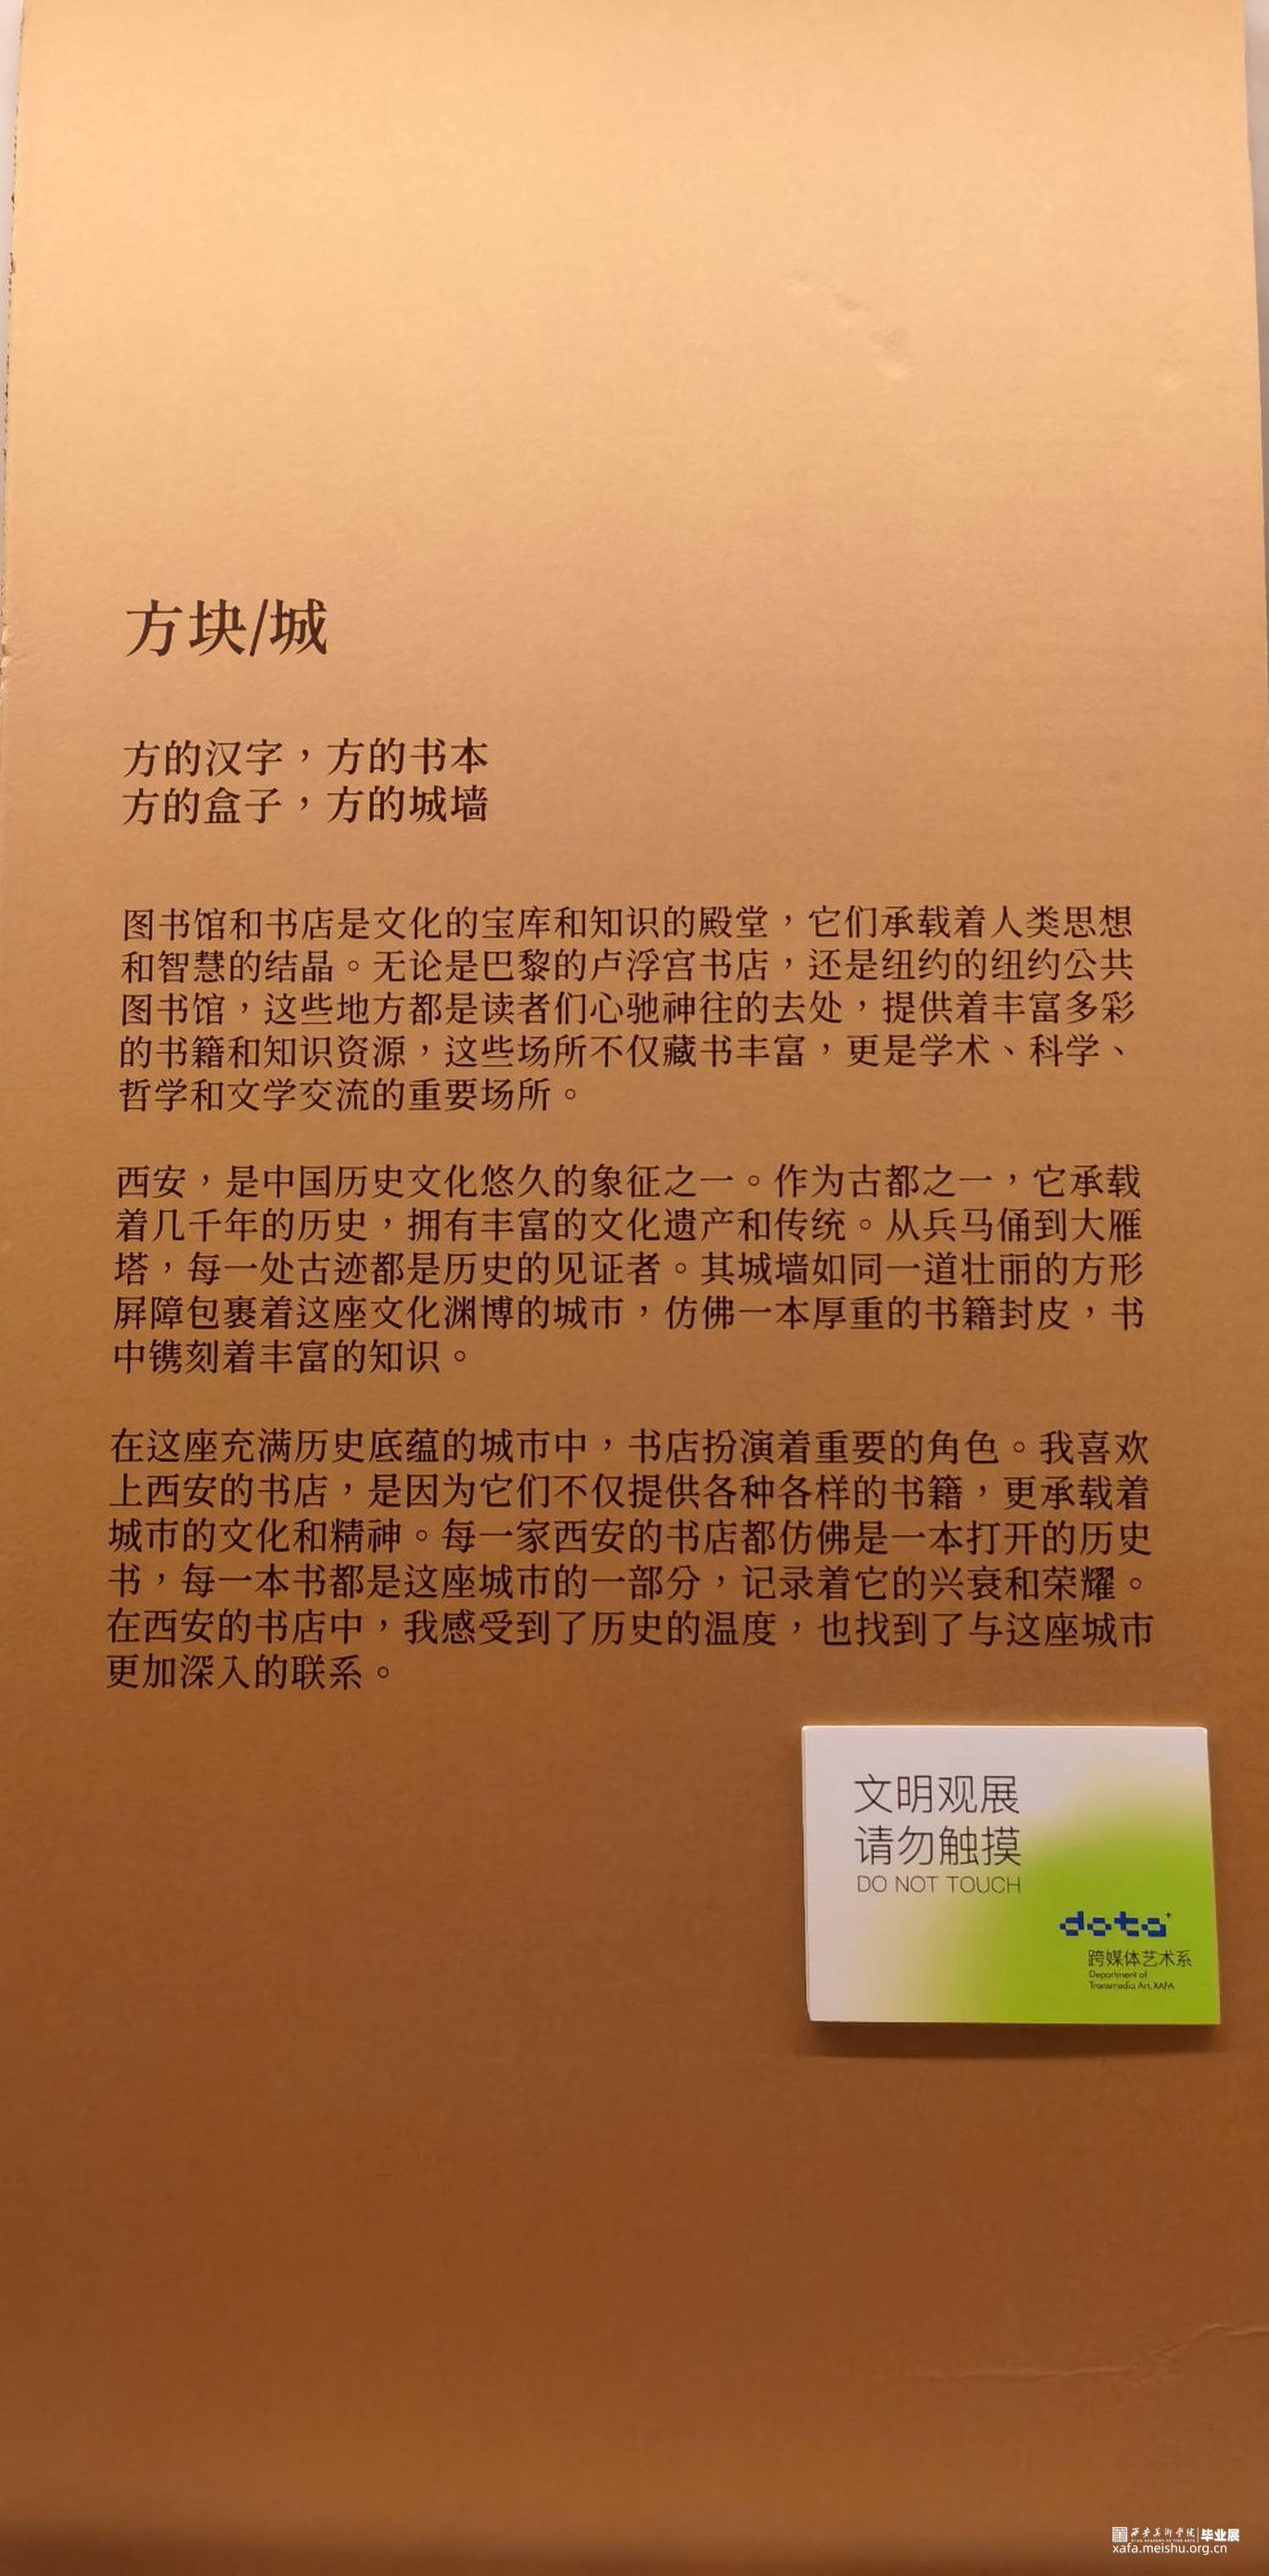 方块/城
方的汉字，方的书本
方的盒子，方的城墙
图书馆和书店是文化的宝库和知识的殿堂，它们承载着人类思想
和智慧的结晶。无论是巴黎的卢浮宫书店，还是纽约的纽约公共
图书馆，这些地方都是读者们心驰神往的去处，提供着丰富多彩
的书籍和知识资源，这些场所不仅藏书丰富，更是学术、科学、
哲学和文学交流的重要场所。
西安，是中国历史文化悠久的象征之一。作为古都之一，它承载
着几千年的历史，拥有丰富的文化遗产和传统。从兵马俑到大雁
塔，每一处古迹都是历史的见证者。其城墙如同一道壮丽的方形
屏障包裹着这座文化渊博的城市，仿佛一本厚重的书籍封皮，书
中镌刻着丰富的知识。
在这座充满历史底蕴的城市中，书店扮演着重要的角色。我喜欢
上西安的书店，是因为它们不仅提供各种各样的书籍，更承载着
城市的文化和精神。每一家西安的书店都仿佛是一本打开的历史
书，每一本书都是这座城市的一部分，记录着它的兴衰和荣耀。
在西安的书店中，我感受到了历史的温度，也找到了与这座城市
更加深入的联系。
文明观展
请勿触摸
DO NOT TOUCH
dota+
跨媒体艺术系
Department of
Transmedia Art, XAFA
西安美术学院 毕业展
XI'AN ACADEMY OF FINE ARTS
xafa.meishu.org.cn